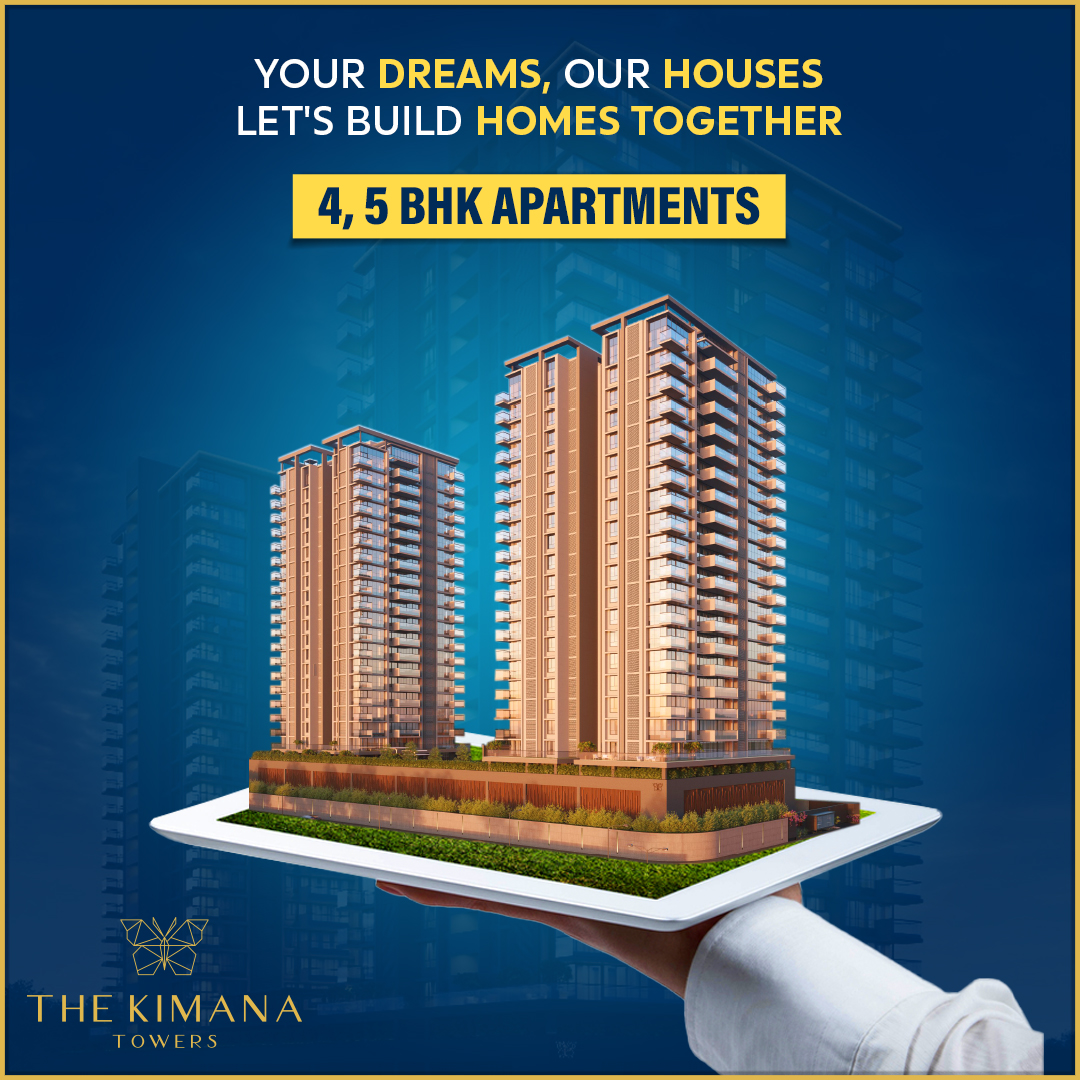 YOUR DREAMS, OUR HOUSES
LET'S BUILD HOMES TOGETHER
4, 5 BHK APARTMENTS
THE KIMANA
TOWERS